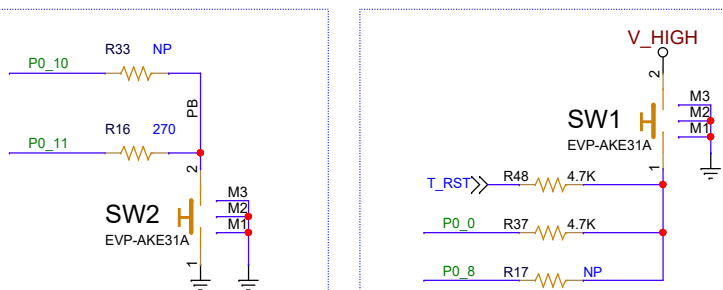 R33 NP
P0_10
PB
R16 270
P0_11
2
SW2
EVP-AKE31A
M3
M2
M1
1
V_HIGH
2
SW1
EVP-AKE31A
M3
M2
M1
1
T_RST R48 4.7K
P0_0 R37 4.7K
P0_8 R17 NP